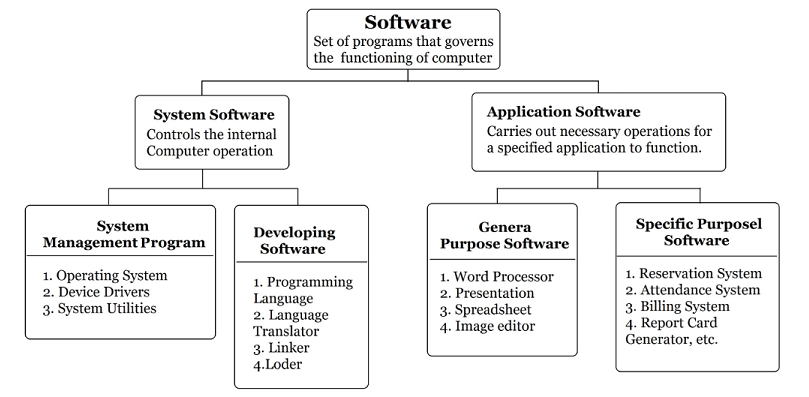 Software
Set of programs that governs
the functioning of computer
System Software
Controls the internal
Computer operation
Application Software
Carries out necessary operations for
a specified application to function.
System
Management Program
1. Operating System
2. Device Drivers
3. System Utilities
Developing
Software
1. Programming
Language
2. Language
Translator
3. Linker
4.Loder
Genera
Purpose Software
1. Word Processor
2. Presentation
3. Spreadsheet
4. Image editor
Specific Purposel
Software
1. Reservation System
2. Attendance System
3. Billing System
4. Report Card
Generator, etc.